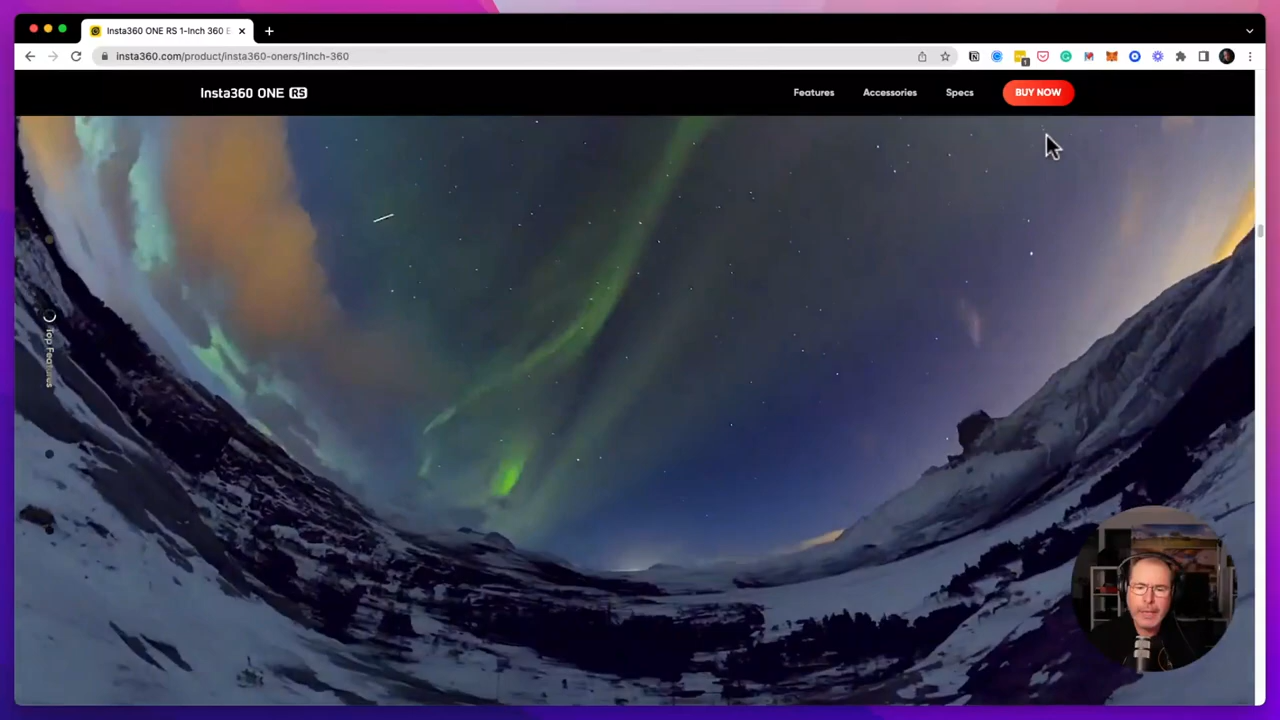 Insta360 ONE RS 1-Inch 360 E
insta360.com/product/insta360-oners/1inch-360
1
Insta360 ONE RS
Features
Accessories
Specs
BUY NOW
Top Features